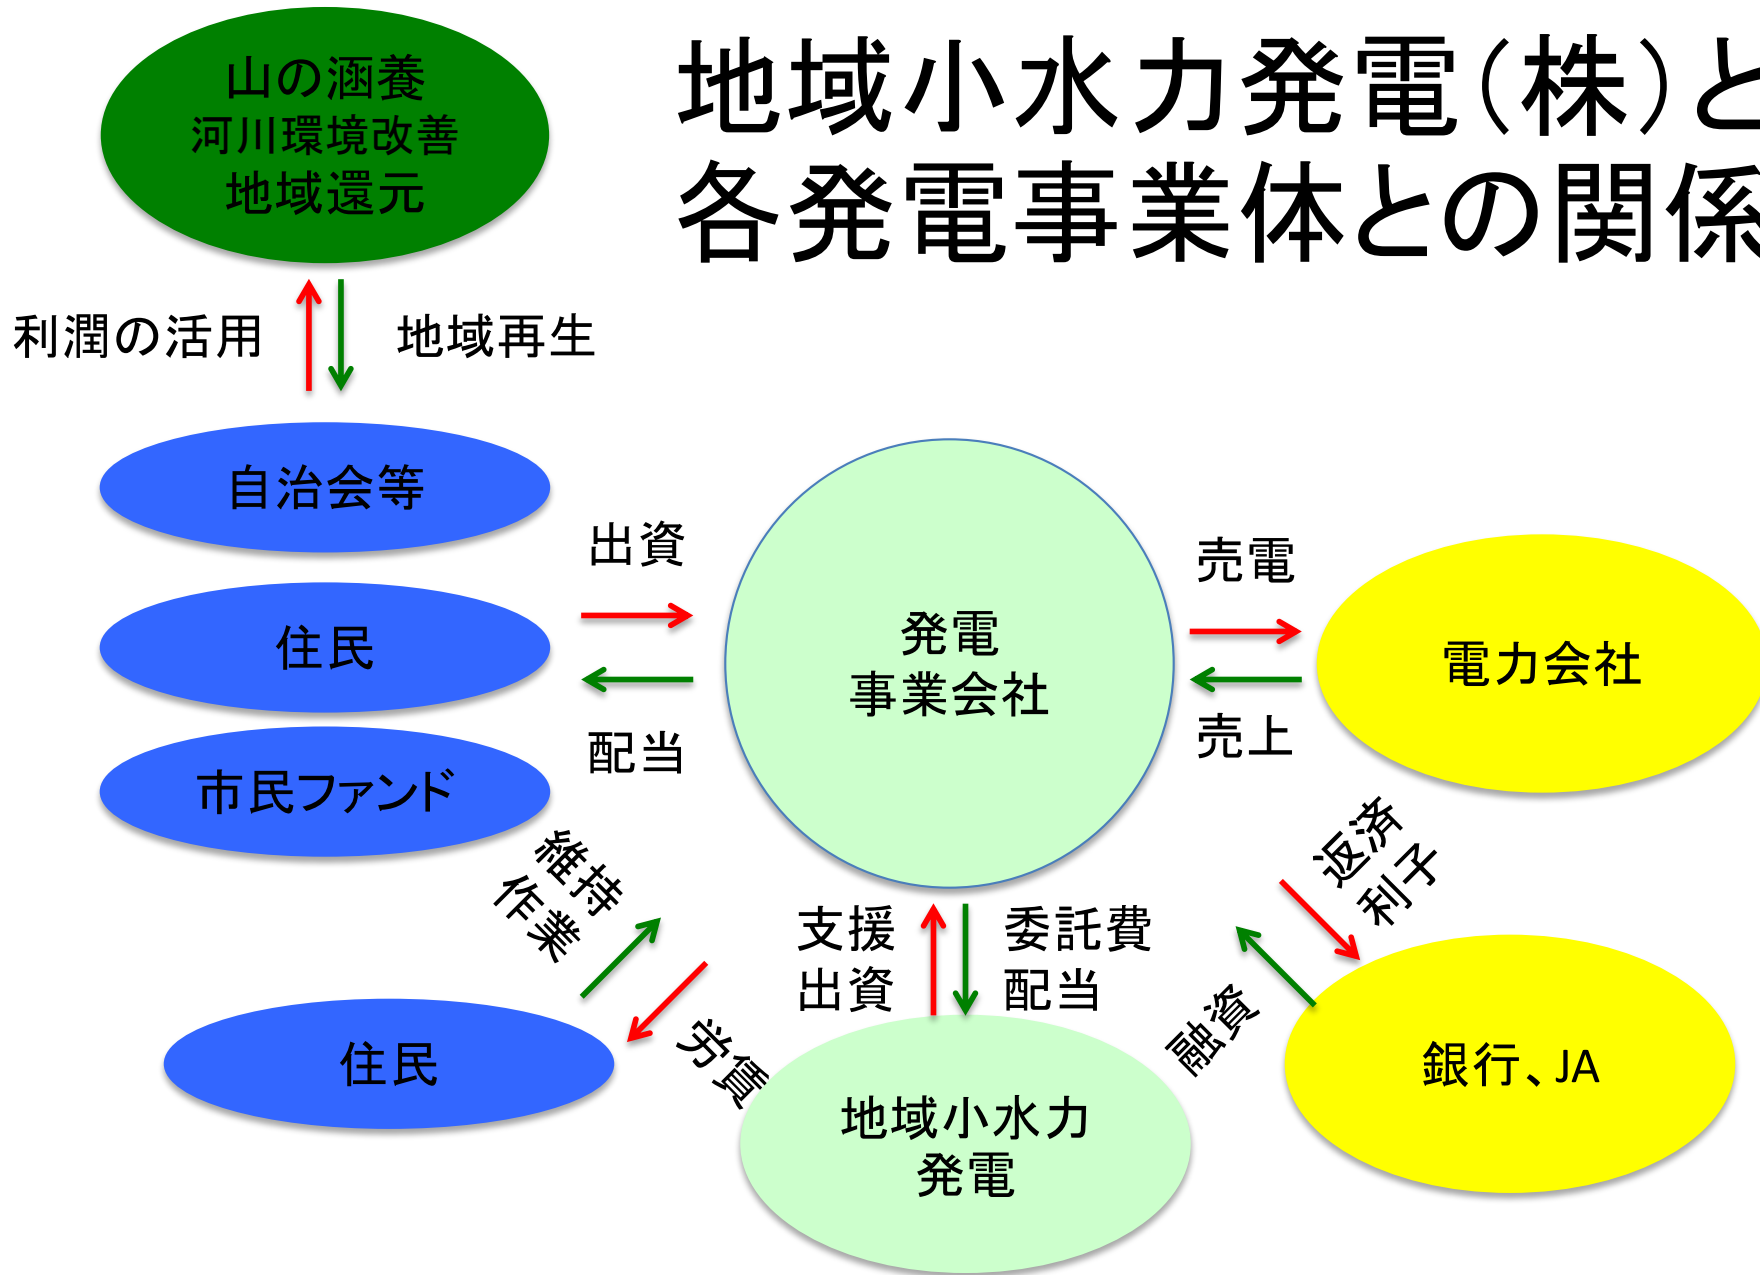 地域小水力発電（株）と
各発電事業体との関係
山の涵養
河川環境改善
地域還元
利潤の活用
地域再生
自治会等
住民
市民ファンド
出資
配当
発電
事業会社
売電
売上
電力会社
維持
作業
労賃
住民
支援
出資
委託費
配当
地域小水力
発電
返済
利子
融資
銀行、JA